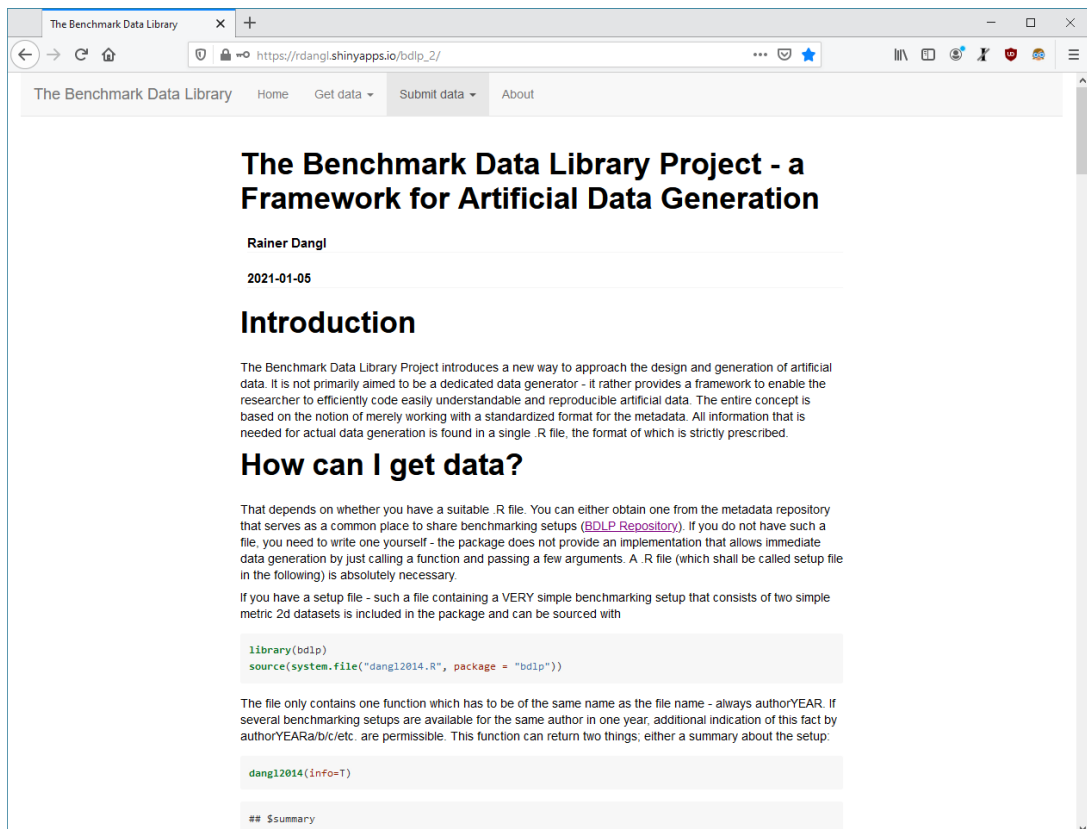 The Benchmark Data Library
https://rdangl.shinyapps.io/bdlp_2/
The Benchmark Data Library Home Get data Submit data About
The Benchmark Data Library Project - a
Framework for Artificial Data Generation
Rainer Dangl
2021-01-05
Introduction
The Benchmark Data Library Project introduces a new way to approach the design and generation of artificial
data. It is not primarily aimed to be a dedicated data generator - it rather provides a framework to enable the
researcher to efficiently code easily understandable and reproducible artificial data. The entire concept is
based on the notion of merely working with a standardized format for the metadata. All information that is
needed for actual data generation is found in a single .R file, the format of which is strictly prescribed.
How can I get data?
That depends on whether you have a suitable .R file. You can either obtain one from the metadata repository
that serves as a common place to share benchmarking setups (BDLP Repository). If you do not have such a
file, you need to write one yourself - the package does not provide an implementation that allows immediate
data generation by just calling a function and passing a few arguments. A .R file (which shall be called setup file
in the following) is absolutely necessary.
If you have a setup file - such a file containing a VERY simple benchmarking setup that consists of two simple
metric 2d datasets is included in the package and can be sourced with
library(bdlp)
source(system.file("dangl2014.R", package = "bdlp"))
The file only contains one function which has to be of the same name as the file name - always authorYEAR. If
several benchmarking setups are available for the same author in one year, additional indication of this fact by
authorYEARa/b/c/etc. are permissible. This function can return two things; either a summary about the setup:
dangl2014(info=T)
## $summary